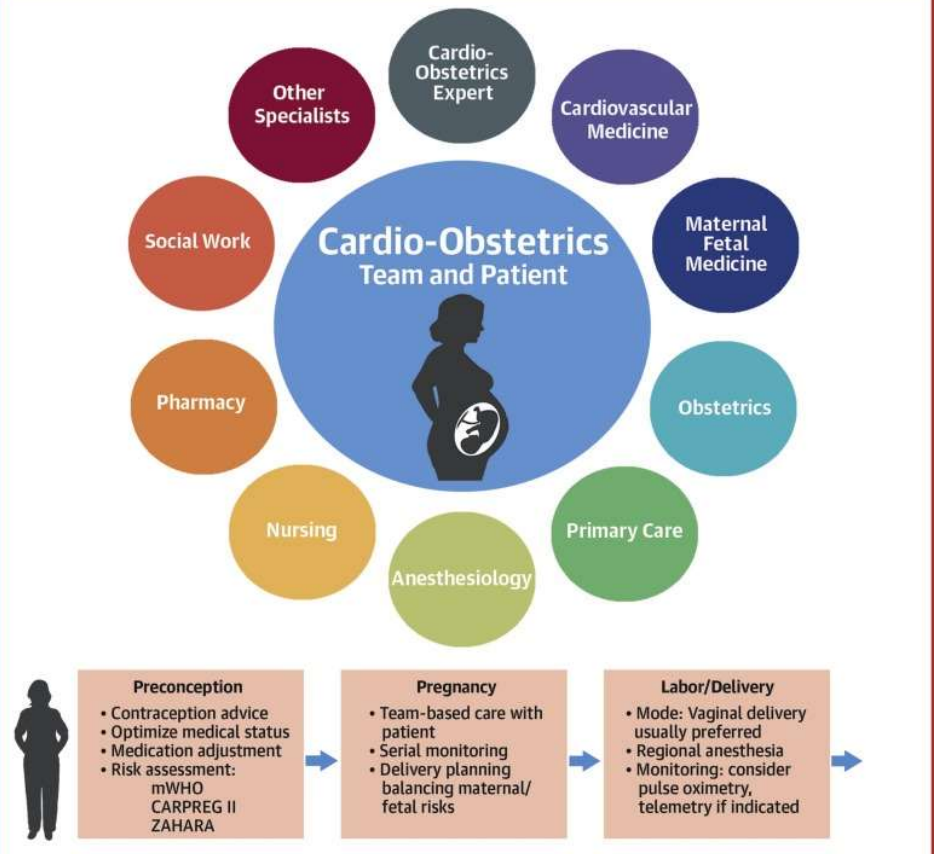 Cardio-
Obstetrics
Expert
Other
Specialists
Cardiovascular
Medicine
Social Work
Cardio-Obstetrics
Team and Patient
Maternal
Fetal
Medicine
Pharmacy
Obstetrics
Nursing
Primary Care
Anesthesiology
Preconception
• Contraception advice
• Optimize medical status
• Medication adjustment
• Risk assessment:
mWHO
CARPREG II
ZAHARA
Pregnancy
• Team-based care with
patient
• Serial monitoring
• Delivery planning
balancing maternal/
fetal risks
Labor/Delivery
• Mode: Vaginal delivery
usually preferred
• Regional anesthesia
• Monitoring: consider
pulse oximetry,
telemetry if indicated